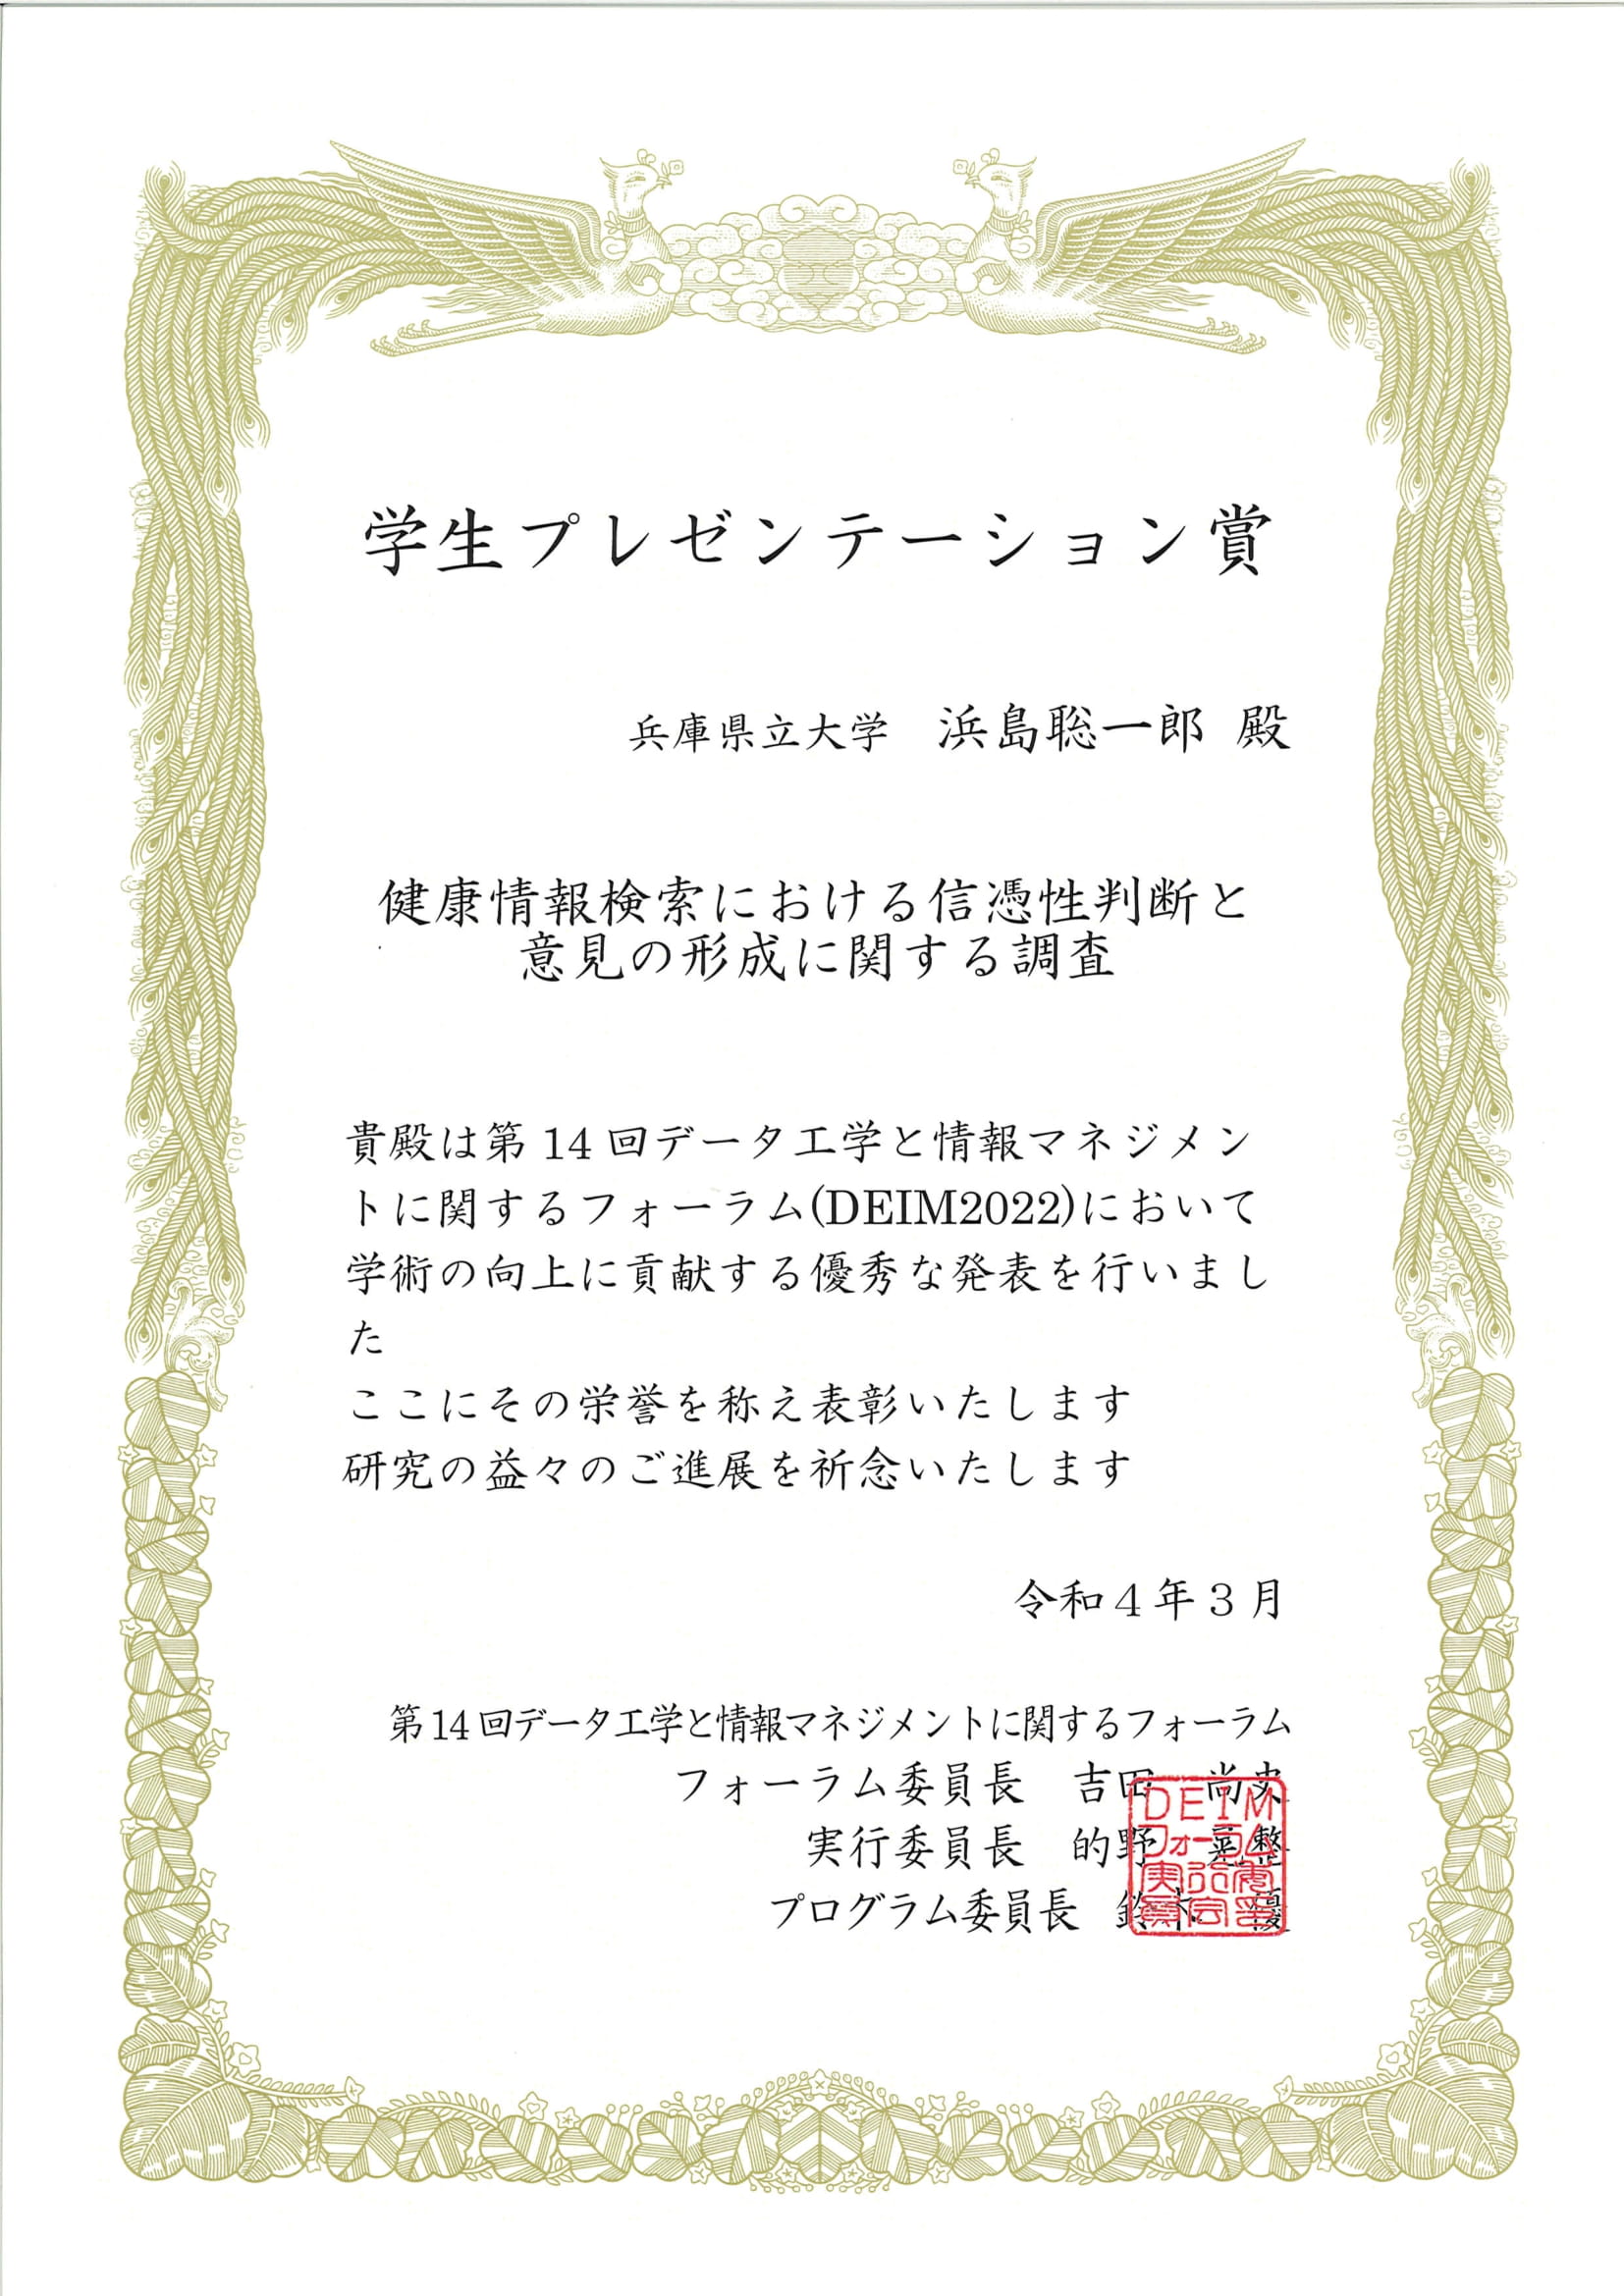 学生プレゼンテーション賞
兵庫県立大学　浜島聡一郎 殿
健康情報検索における信憑性判断と
意見の形成に関する調査
貴殿は第 14 回データ工学と情報マネジメン
トに関するフォーラム(DEIM2022)において
学術の向上に貢献する優秀な発表を行いまし
た
ここにその栄誉を称え表彰いたします
研究の益々のご進展を祈念いたします
令和４年３月
第14回データ工学と情報マネジメントに関するフォーラム
フォーラム委員長　吉田　尚史
実行委員長　的野　晃整
プログラム委員長　鈴木　優
DEIM
フォーラム